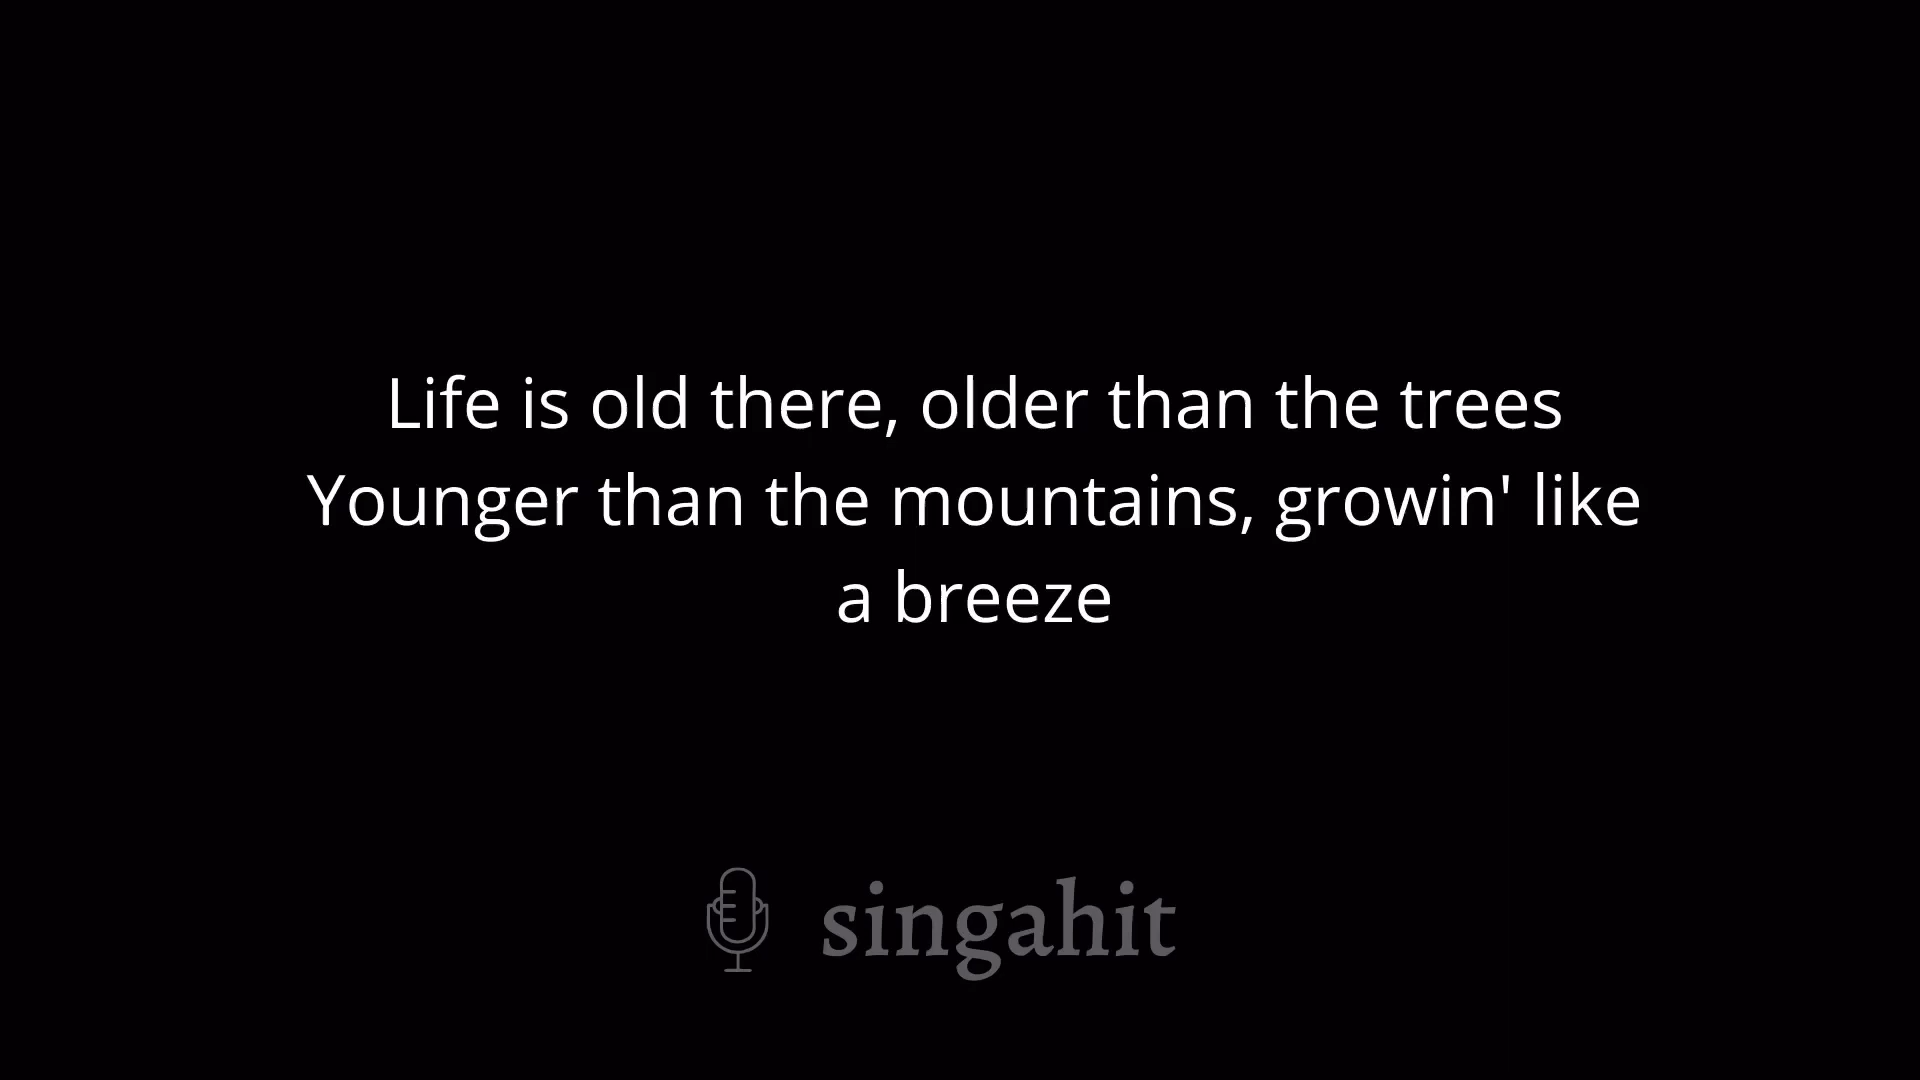 Life is old there, older than the trees
Younger than the mountains, growin' like
a breeze
singahit